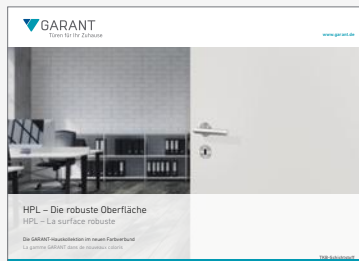 GARANT
Türen für Ihr Zuhause
www.garant.de
HPL – Die robuste Oberfläche
HPL – La surface robuste
Die GARANT-Hauskollektion im neuen Farbverbund
La gamme GARANT dans de nouveaux coloris